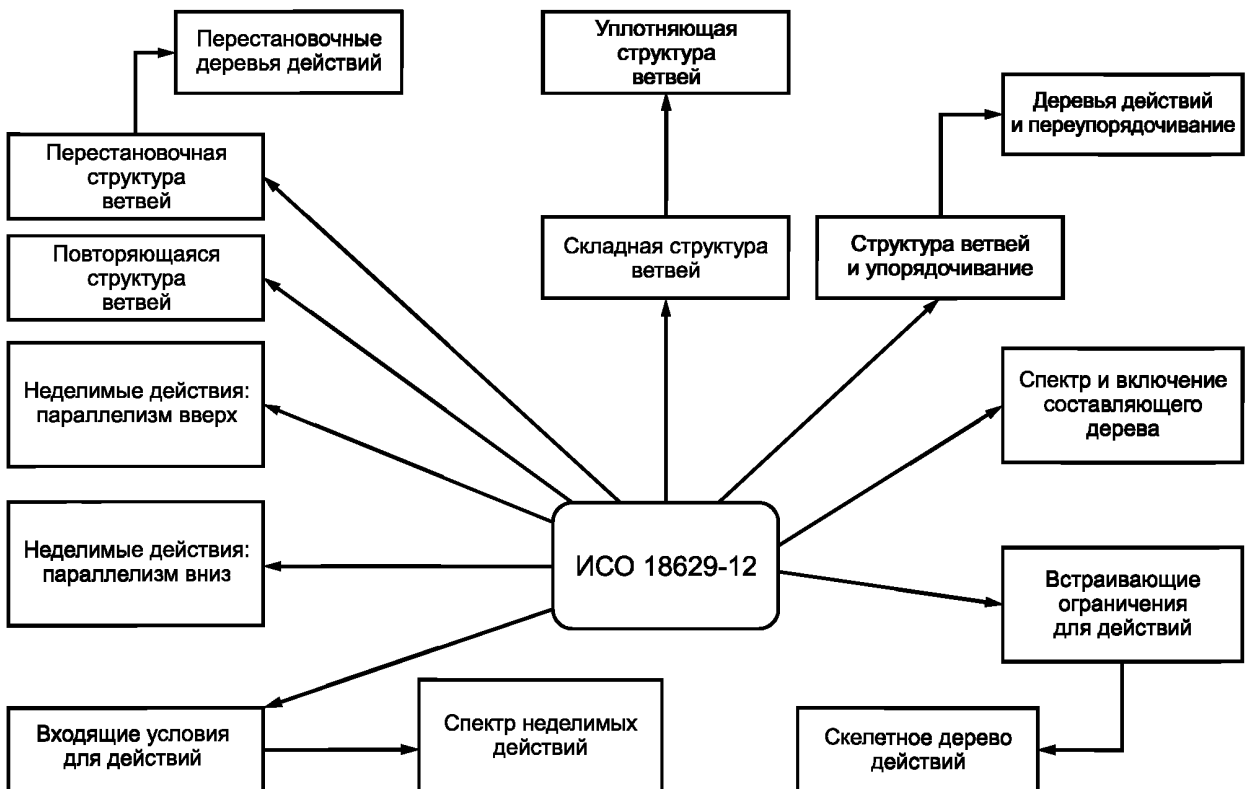 Перестановочные
деревья действий
Уплотняющая
структура
ветвей
Деревья действий
и переупорядочивание
Перестановочная
структура
ветвей
Складная структура
ветвей
Структура ветвей
и упорядочивание
Повторяющаяся
структура
ветвей
Неделимые действия:
параллелизм вверх
Спектр и включение
составляющего
дерева
Неделимые действия:
параллелизм вниз
ИСО 18629-12
Встраивающие
ограничения
для действий
Входящие условия
для действий
Спектр неделимых
действий
Скелетное дерево
действий